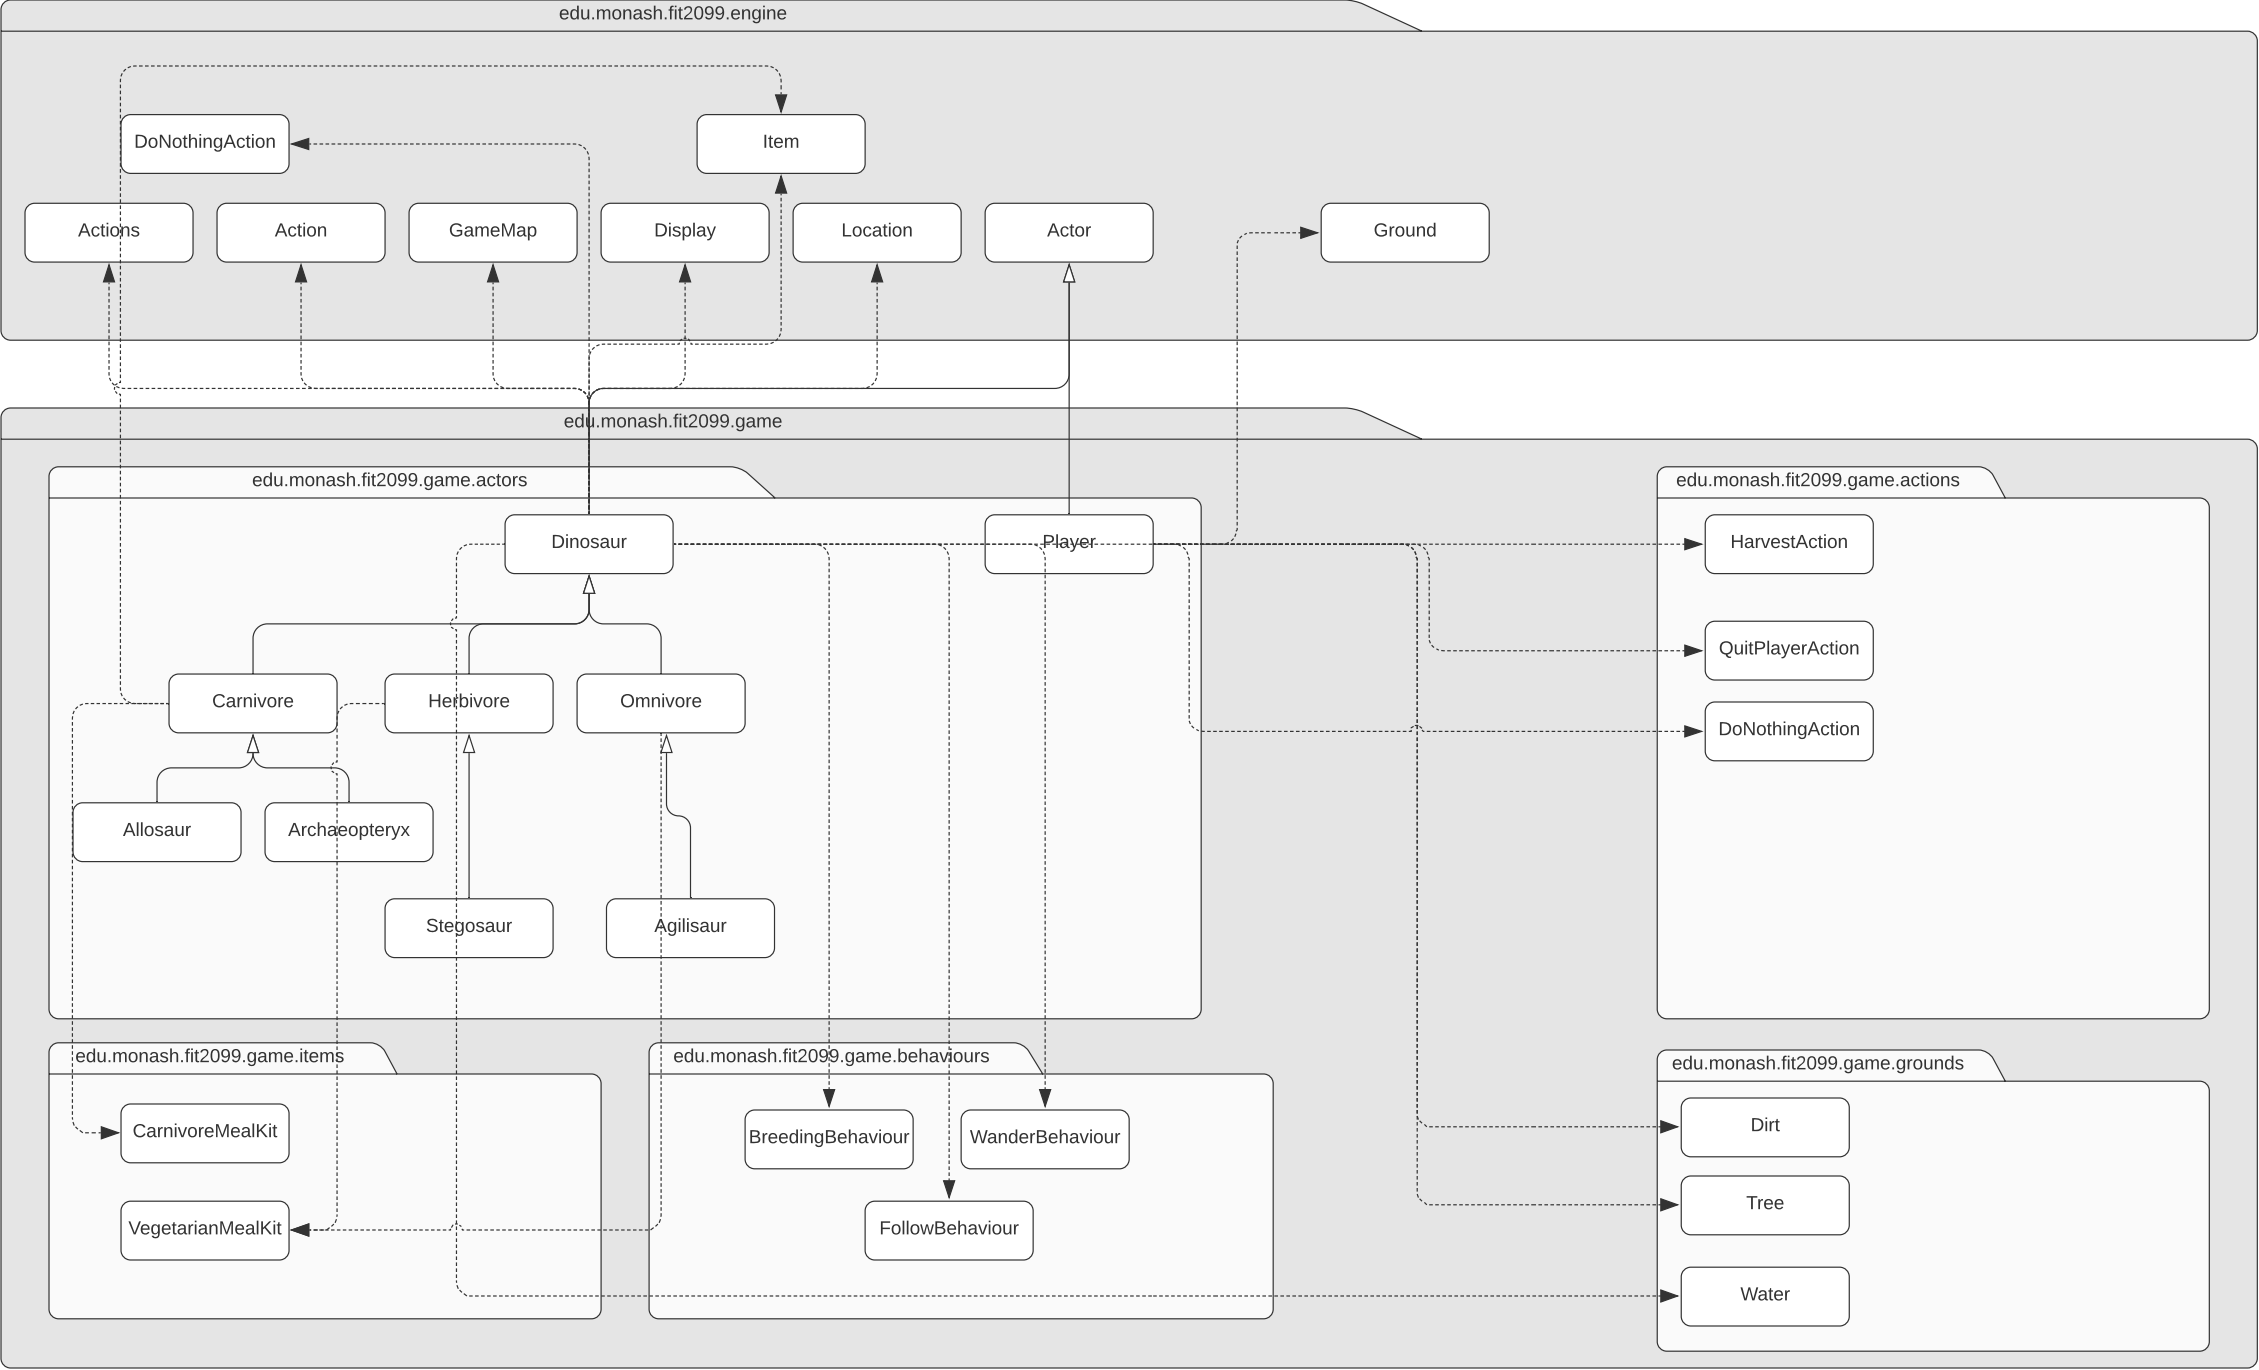 edu.monash.fit2099.engine
DoNothingAction
Item
Actions
Action
GameMap
Display
Location
Actor
Ground
edu.monash.fit2099.game
edu.monash.fit2099.game.actors
edu.monash.fit2099.game.actions
Dinosaur
Player
HarvestAction
QuitPlayerAction
Carnivore
Herbivore
Omnivore
DoNothingAction
Allosaur
Archaeopteryx
Stegosaur
Agilisaur
edu.monash.fit2099.game.items
edu.monash.fit2099.game.behaviours
edu.monash.fit2099.game.grounds
CarnivoreMealKit
BreedingBehaviour
WanderBehaviour
Dirt
VegetarianMealKit
FollowBehaviour
Tree
Water